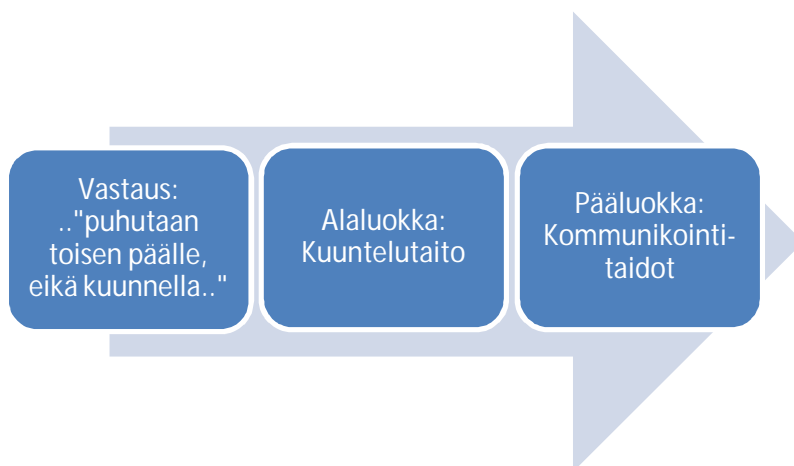 Vastaus:
.."puhutaan
toisen päälle,
eikä kuunnella.."
Alaluokka:
Kuuntelutaito
Pääluokka:
Kommunikointi-
taidot